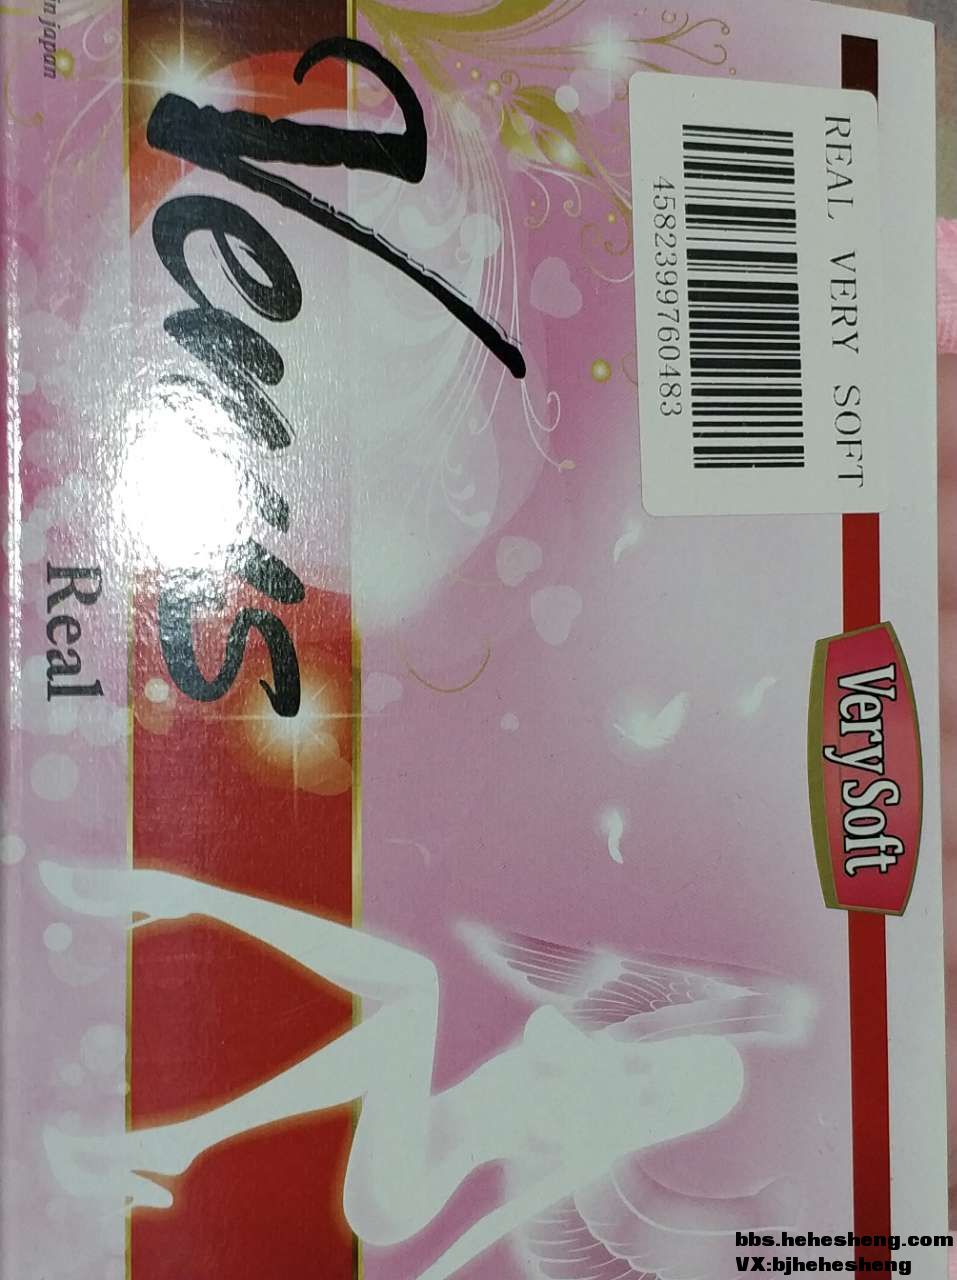 REAL VERY SOFT
4582399760483
Very Soft
Venus
Real
in japan
bbs.hehesheng.com
VX:bjhehesheng